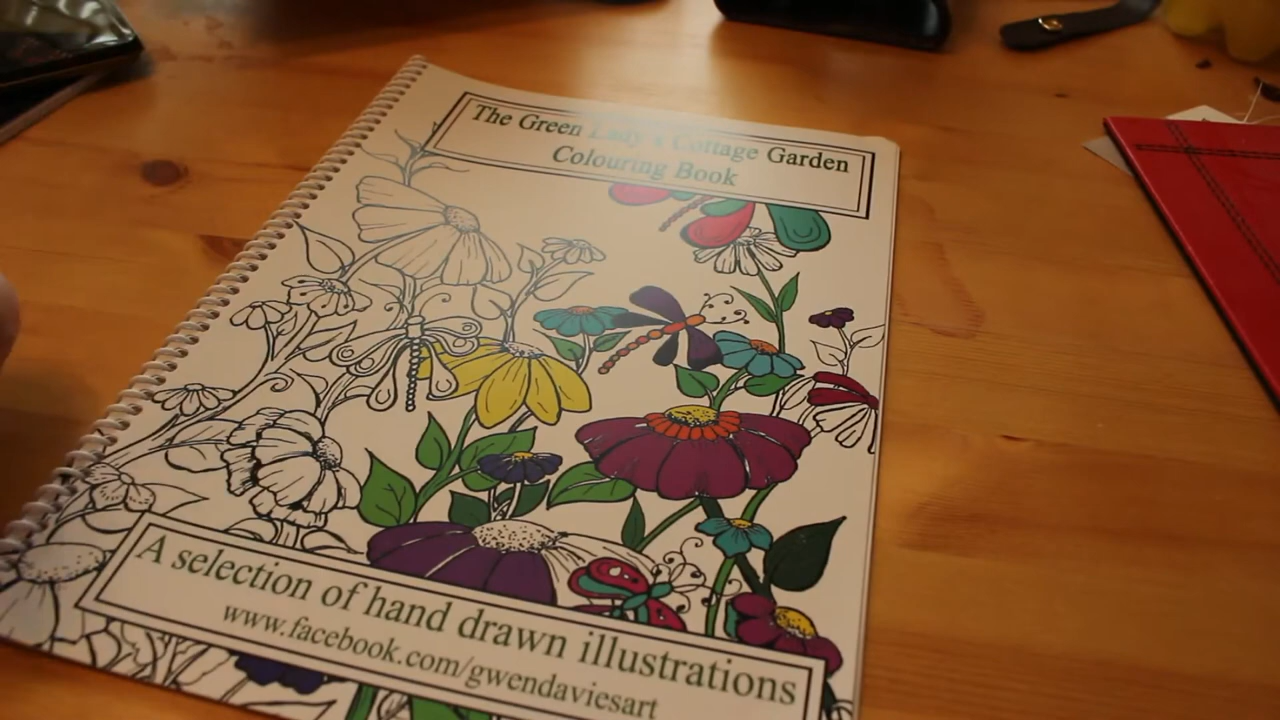 The Green Lady's Cottage Garden
Colouring Book
A selection of hand drawn illustrations
www.facebook.com/gwendaviesart